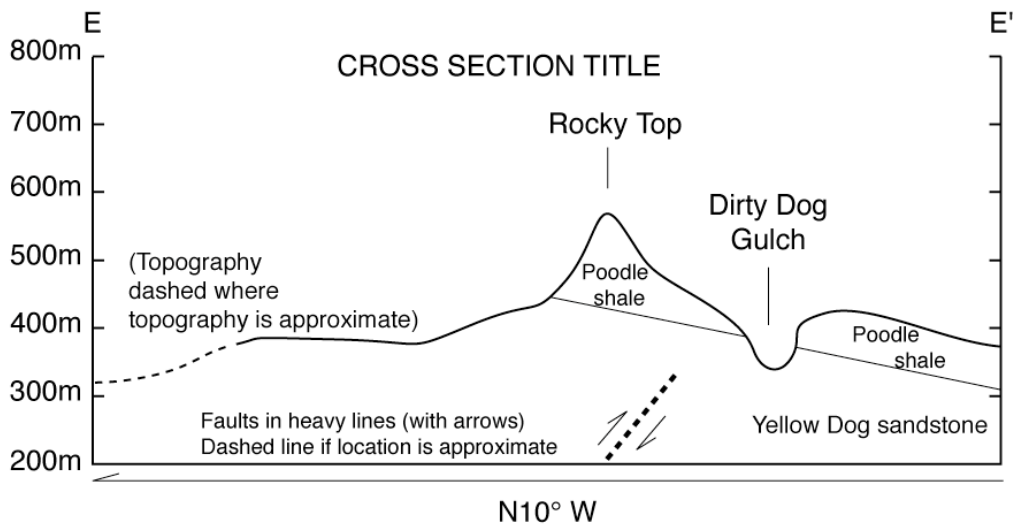 E
E'
800m
CROSS SECTION TITLE
700m
Rocky Top
600m
Dirty Dog
Gulch
500m
(Topography
dashed where
topography is approximate)
Poodle
shale
400m
Poodle
shale
300m
Faults in heavy lines (with arrows)
Dashed line if location is approximate
Yellow Dog sandstone
200m
N10° W